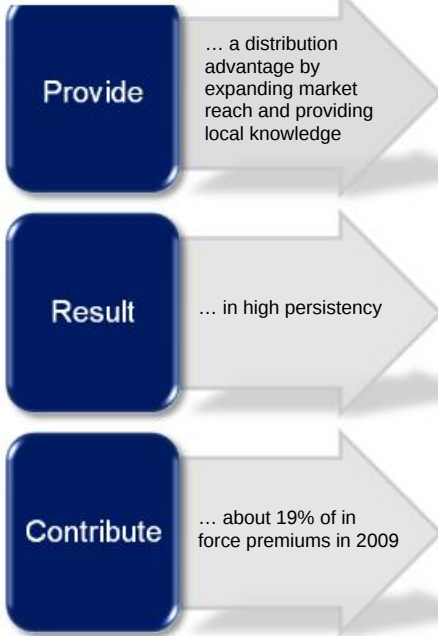 Provide
… a distribution
advantage by
expanding market
reach and providing
local knowledge
Result
… in high persistency
Contribute
… about 19% of in
force premiums in 2009